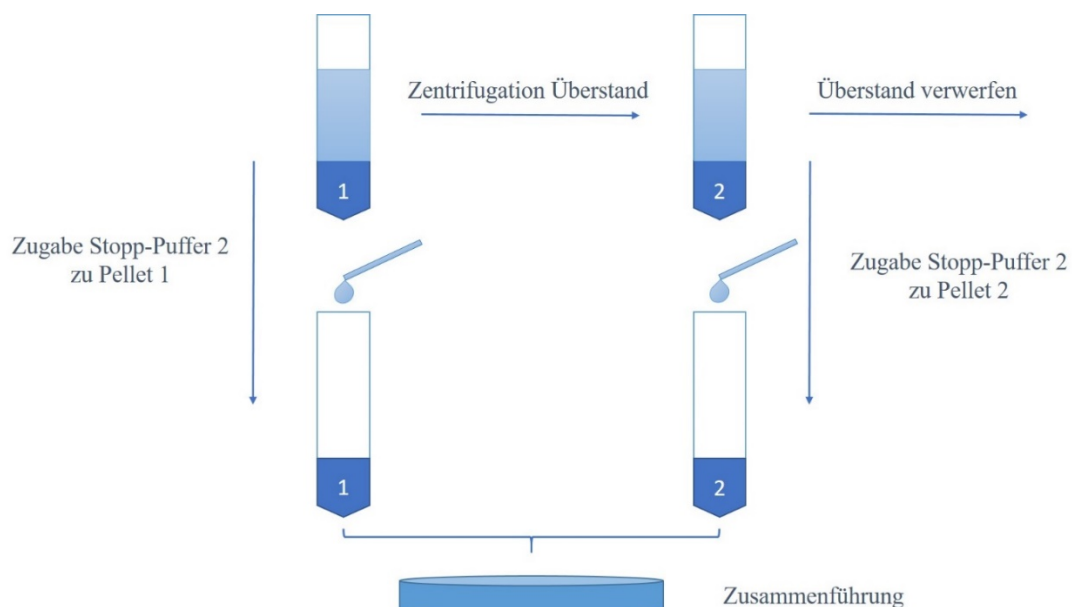 Zentrifugation Überstand
Überstand verwerfen
1
2
Zugabe Stopp-Puffer 2
zu Pellet 1
Zugabe Stopp-Puffer 2
zu Pellet 2
1
2
Zusammenführung